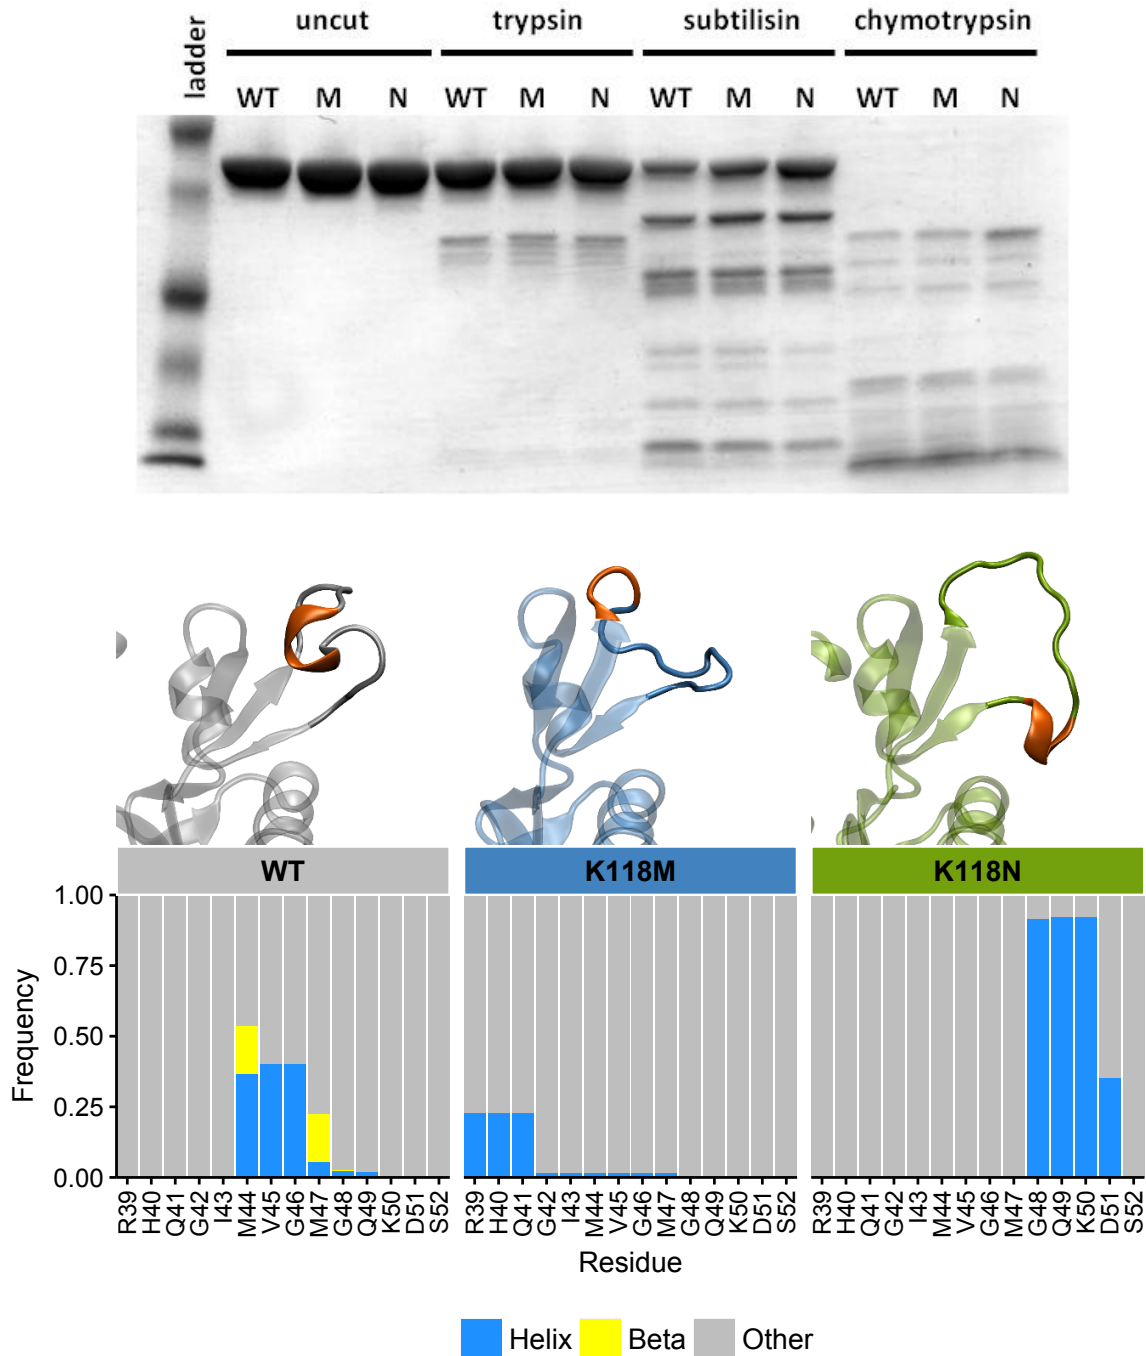 ladder
uncut trypsin subtilisin chymotrypsin
WT M N WT M N WT M N WT M N
WT K118M K118N
Frequency
1.00
0.75
0.50
0.25
0.00
R39 H40 Q41 G42 I43 M44 V45 G46 M47 G48 Q49 K50 D51 S52 R39 H40 Q41 G42 I43 M44 V45 G46 M47 G48 Q49 K50 D51 S52 R39 H40 Q41 G42 I43 M44 V45 G46 M47 G48 Q49 K50 D51 S52
Residue
Helix Beta Other